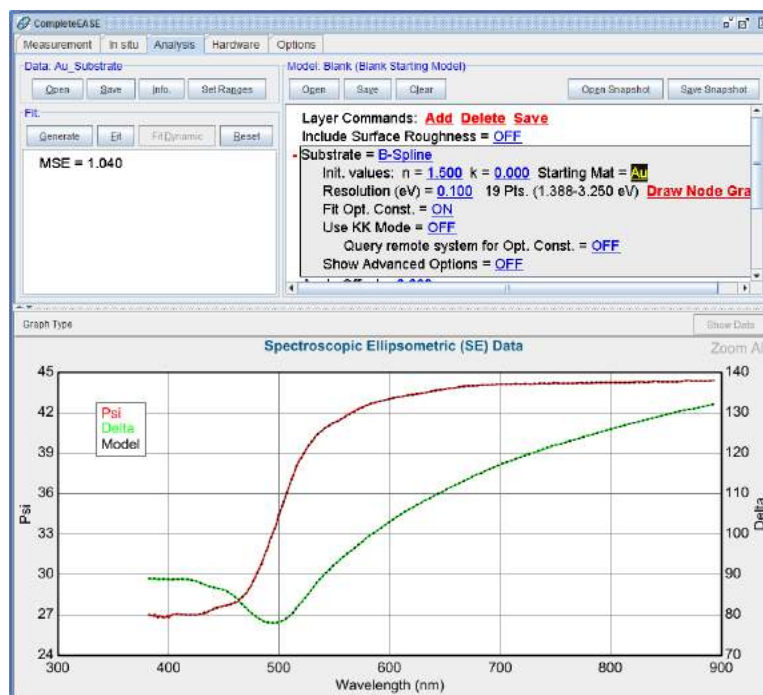 CompleteEASE
Measurement In situ Analysis Hardware Options
Data: Au_Substrate
Open Save Info. Set Ranges
Fit:
Generate Fit Fit Dynamic Reset
MSE = 1.040
Model: Blank (Blank Starting Model)
Open Save Clear Open Snapshot Save Snapshot
Layer Commands: Add Delete Save
Include Surface Roughness = OFF
-Substrate = B-Spline
Init. values: n = 1.500 k = 0.000 Starting Mat = Au
Resolution (eV) = 0.100 19 Pts. (1.388-3.250 eV) Draw Node Gra
Fit Opt. Const. = ON
Use KK Mode = OFF
Query remote system for Opt. Const. = OFF
Show Advanced Options = OFF
Graph Type
Show Data
Spectroscopic Ellipsometric (SE) Data
Zoom Al
Psi
Delta
Model
45
42
39
36
33
30
27
24
Psi
140
130
120
110
100
90
80
70
Delta
300 400 500 600 700 800 900
Wavelength (nm)